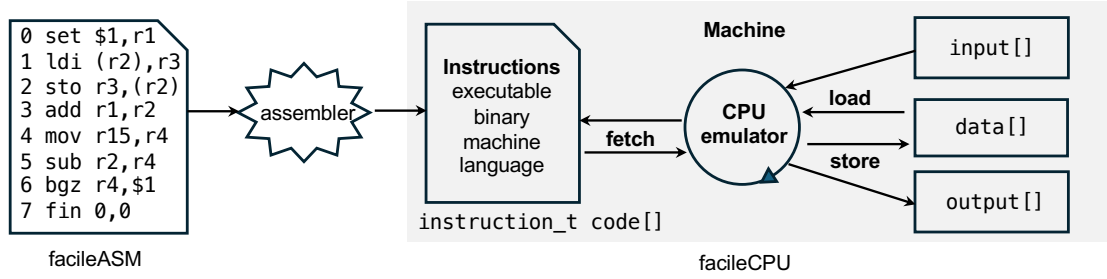 0 set $1,r1
1 ldi (r2),r3
2 sto r3,(r2)
3 add r1,r2
4 mov r15,r4
5 sub r2,r4
6 bgz r4,$1
7 fin 0,0
facileASM
assembler
Instructions
executable
binary
machine
language
instruction_t code[]
Machine
fetch
CPU
emulator
load
store
input[]
data[]
output[]
facileCPU